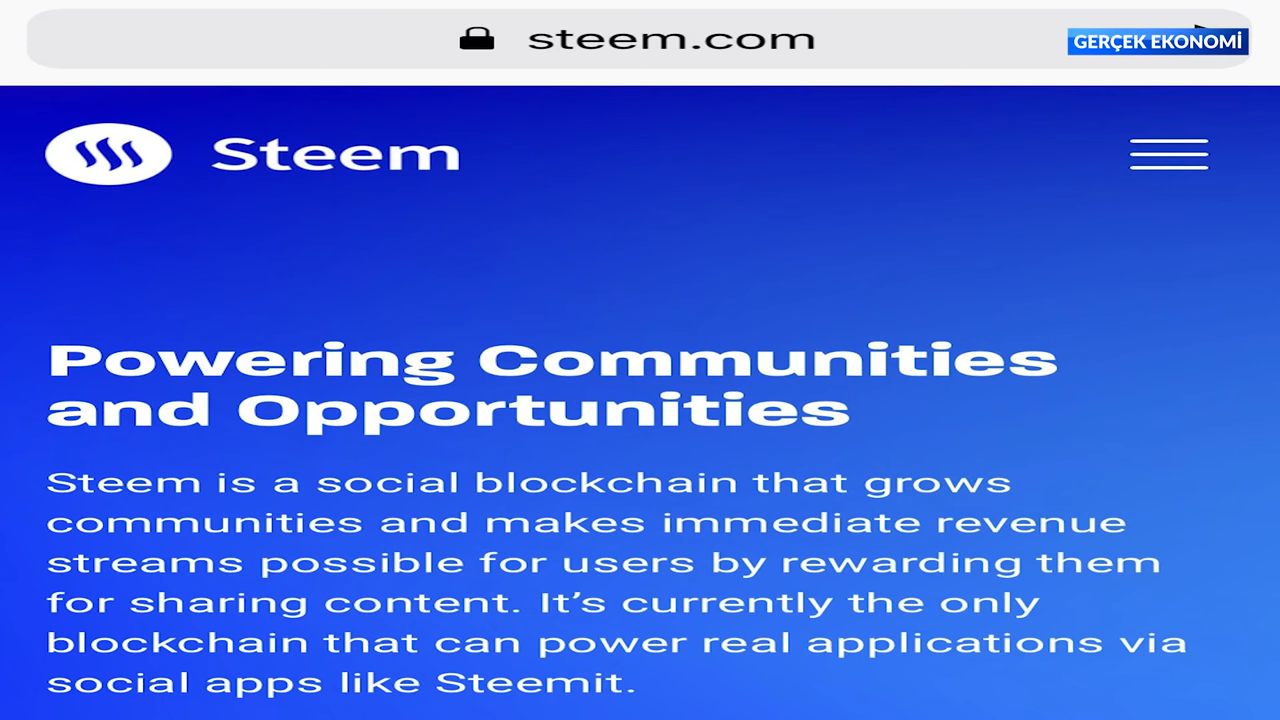 steem.com
GERÇEK EKONOMİ
Steem
Powering Communities
and Opportunities
Steem is a social blockchain that grows
communities and makes immediate revenue
streams possible for users by rewarding them
for sharing content. It’s currently the only
blockchain that can power real applications via
social apps like Steemit.